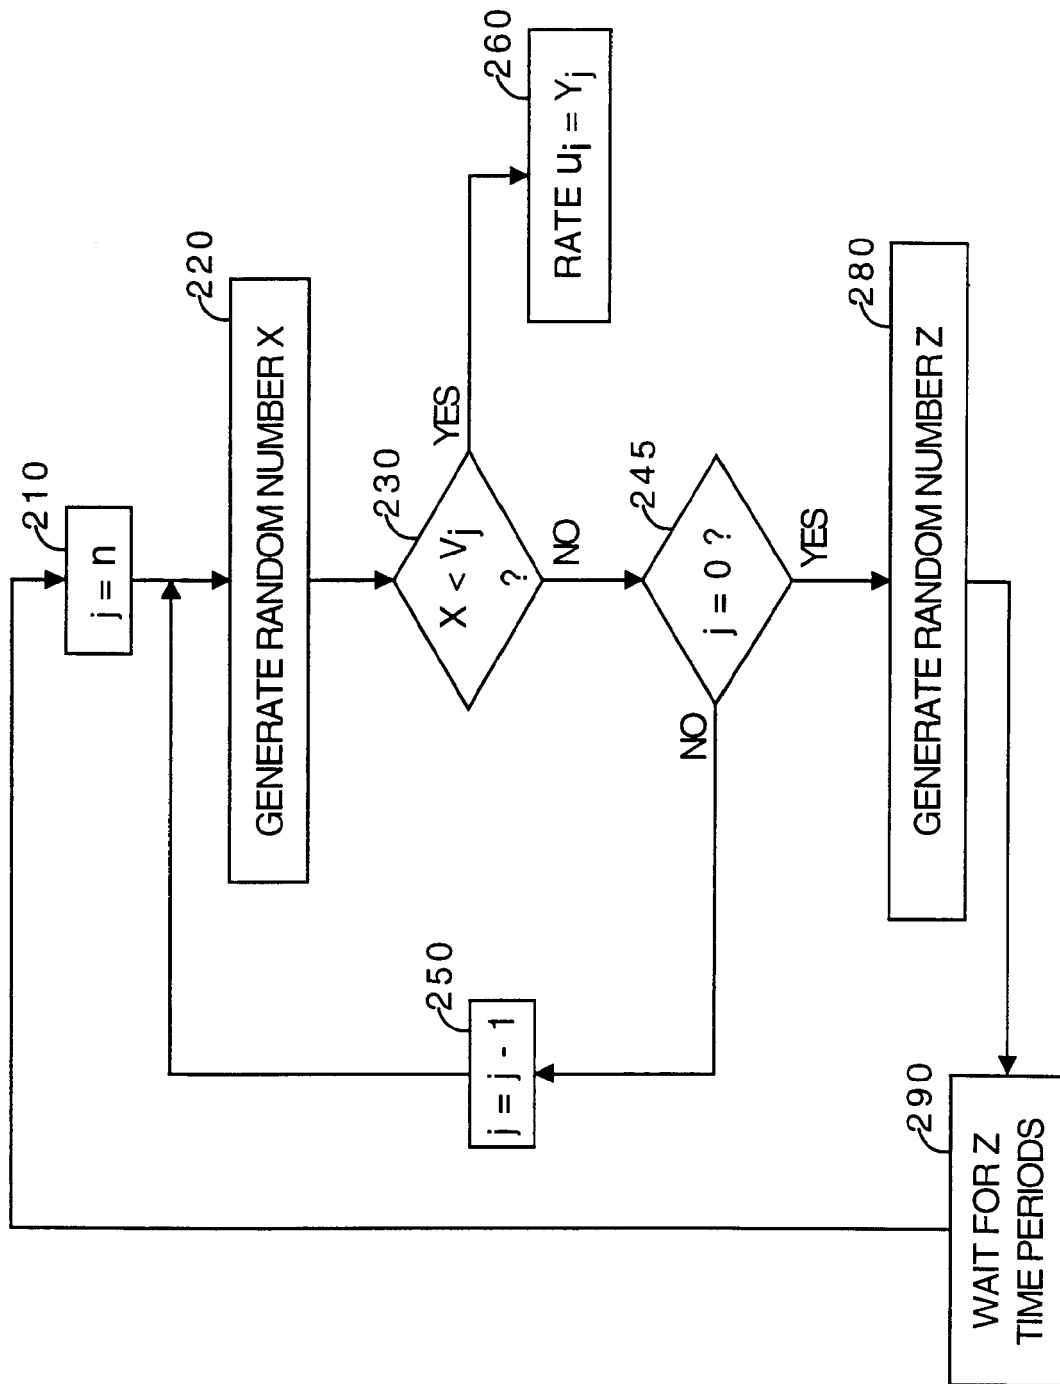 210
j = n
220
GENERATE RANDOM NUMBER X
230
X < Vj
?
YES
NO
260
RATE ui = Yj
245
j = 0 ?
NO
YES
250
j = j - 1
280
GENERATE RANDOM NUMBER Z
290
WAIT FOR Z
TIME PERIODS